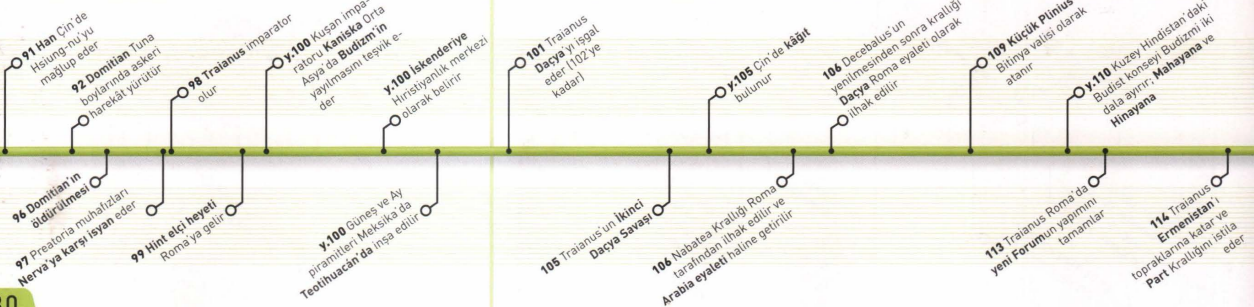 91 Han Çin'de
Hsiung-nu'yu
mağlup eder
92 Domitian Tuna
boylarında askeri
harekât yürütür
98 Traianus imparator
olur
y.100 Kuşan impa-
ratoru Kaniska Orta
Asya'da Budizm'in
yayılmasını teşvik e-
der
y.100 İskenderiye
Hıristiyanlık merkezi
olarak belirir
101 Traianus
Daçya'yı işgal
eder (102'ye
kadar)
y.105 Çin'de kâğıt
bulunur
106 Decebalus'un
yenilmesinden sonra krallığı
Daçya Roma eyaleti olarak
ilhak edilir
109 Küçük Plinius
Bitinya valisi olarak
atanır
y.110 Kuzey Hindistan'daki
Budist konseyi Budizmi iki
dala ayırır; Mahayana ve
Hinayana
96 Domitian'ın
öldürülmesi
97 Preatoria muhafızları
Nerva'ya karşı isyan eder
99 Hint elçi heyeti
Roma'ya gelir
y.100 Güneş ve Ay
piramitleri Meksika'da
Teotihuacán'da inşa edilir
105 Traianus'un İkinci
Daçya Savaşı
106 Nabatea Krallığı Roma
tarafından ilhak edilir ve
Arabia eyaleti haline getirilir
113 Traianus Roma'da
yeni Forumun yapımını
tamamlar
114 Traianus
Ermenistan'ı
topraklarına katar ve
Part Krallığını istila
eder